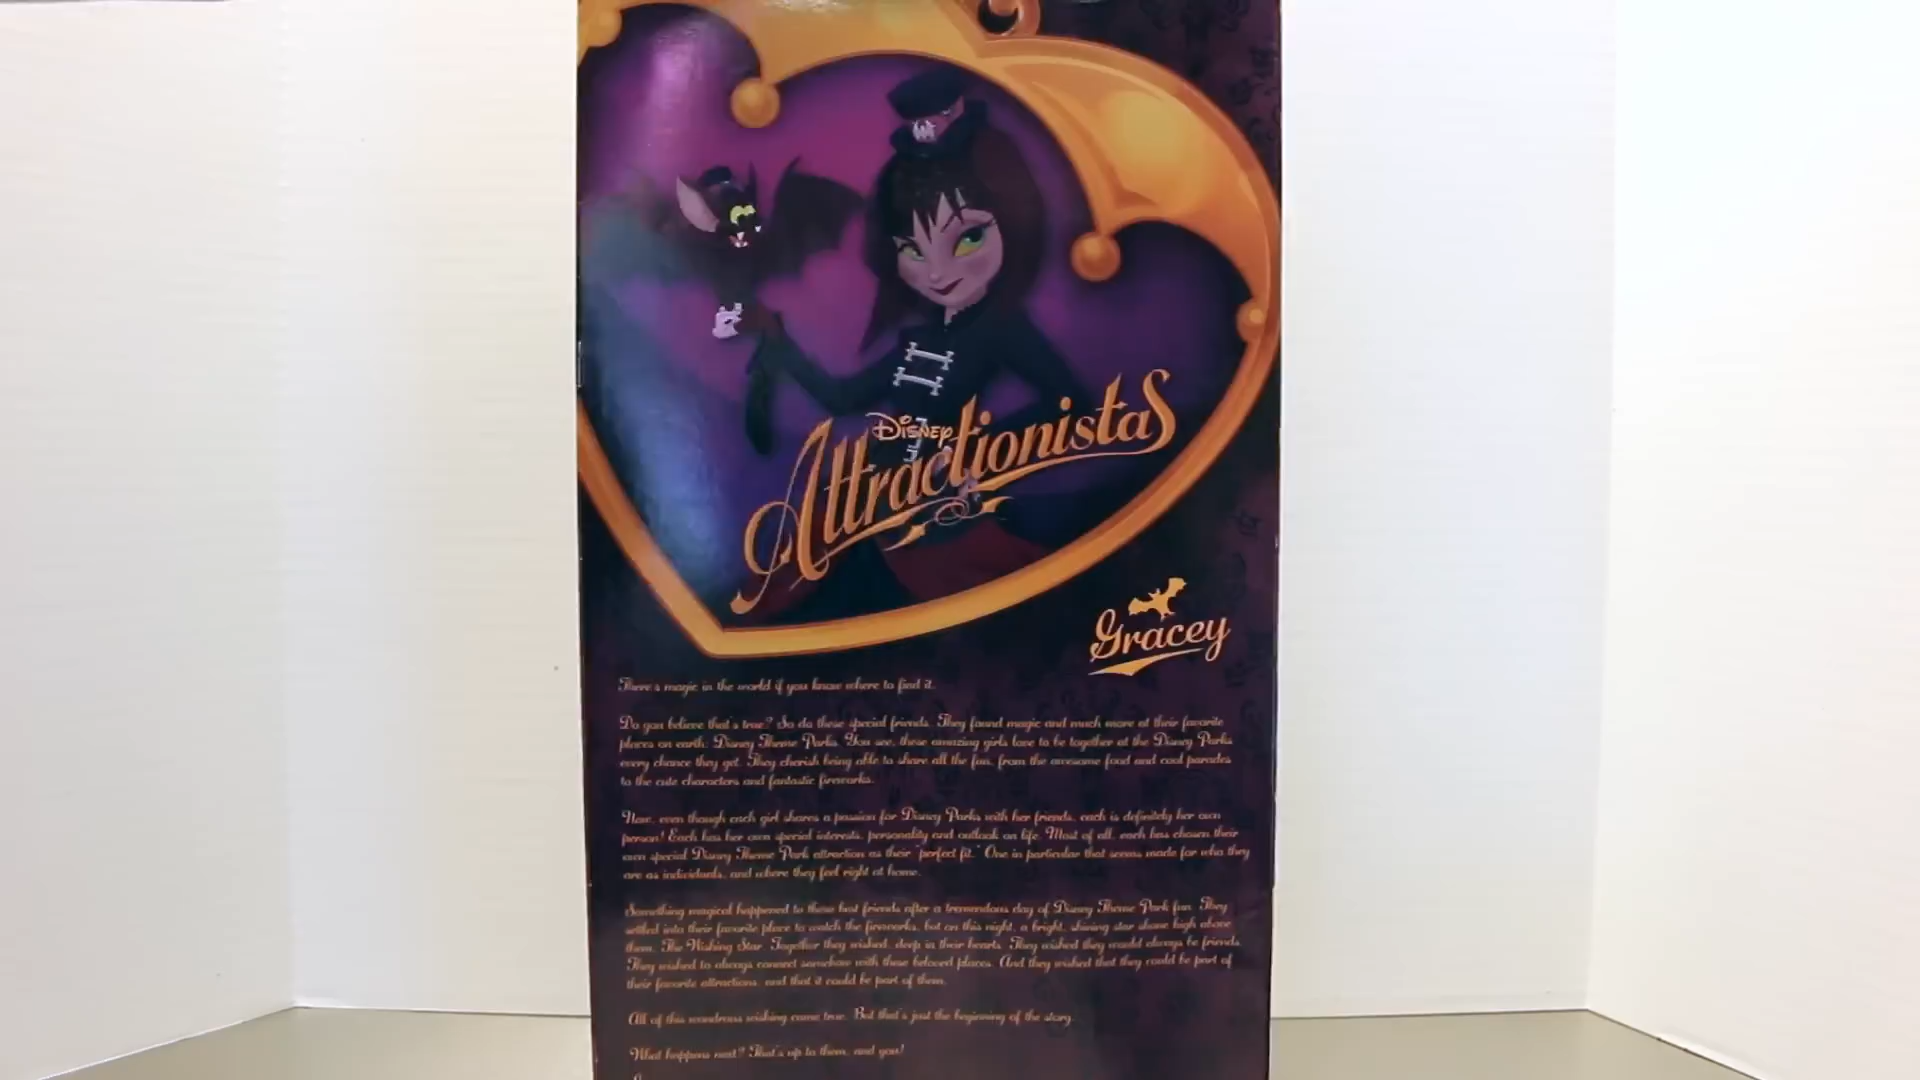 Disney
Attractionistas
Gracey
There's magic in the world if you know where to find it.
Do you believe that's true? So do these special friends. They found magic and much more at their favorite
places on earth: Disney Theme Parks. You see, these amazing girls love to be together at the Disney Parks
every chance they get. They cherish being able to share all the fun, from the awesome food and cool parades
to the cute characters and fantastic fireworks.
Now, even though each girl shares a passion for Disney Parks with her friends, each is definitely her own
person! Each has her own special interests, personality and outlook on life. Most of all, each has chosen their
own special Disney Theme Park attraction as their "perfect fit." One in particular that seems made for who they
are as individuals, and where they feel right at home.
Something magical happened to these best friends after a tremendous day of Disney Theme Park fun. They
settled into their favorite place to watch the fireworks, but on this night, a bright, shining star shone high above
them. The Wishing Star. Together they wished, deep in their hearts. They wished they would always be friends.
They wished to always connect somehow with these beloved places. And they wished that they could be part of
their favorite attractions, and that it could be part of them.
All of this wondrous wishing came true. But that's just the beginning of the story.
What happens next? That's up to them, and you!